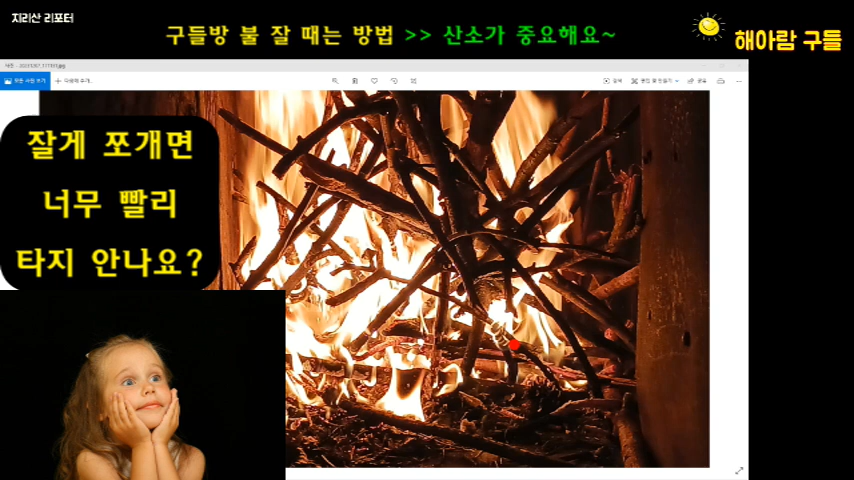 지리산 리포터
구들방 불 잘 때는 방법 >> 산소가 중요해요~
해아람 구들
잘게 쪼개면
너무 빨리
타지 안나요?